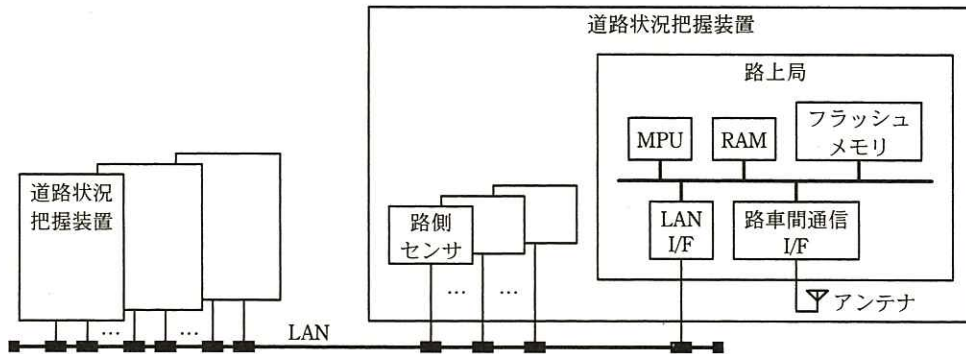 道路状況把握装置
路上局
MPU
RAM
フラッシュ
メモリ
道路状況
把握装置
路側
センサ
LAN
I/F
路車間通信
I/F
…
…
…
…
アンテナ
LAN